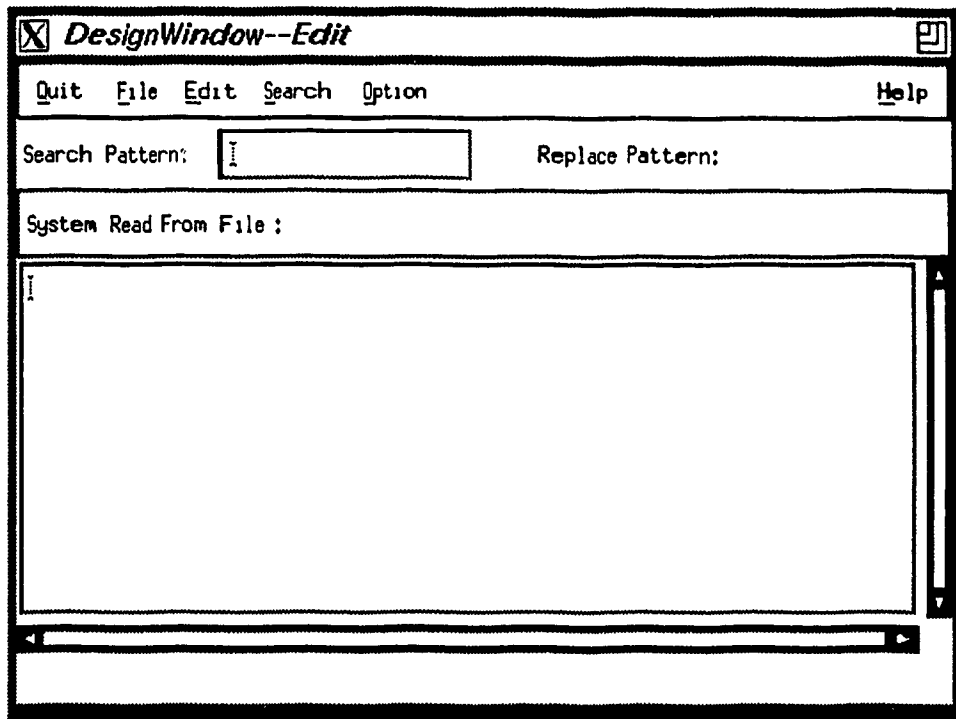 DesignWindow--Edit
Quit File Edit Search Option Help
Search Pattern: Replace Pattern:
System Read From File :